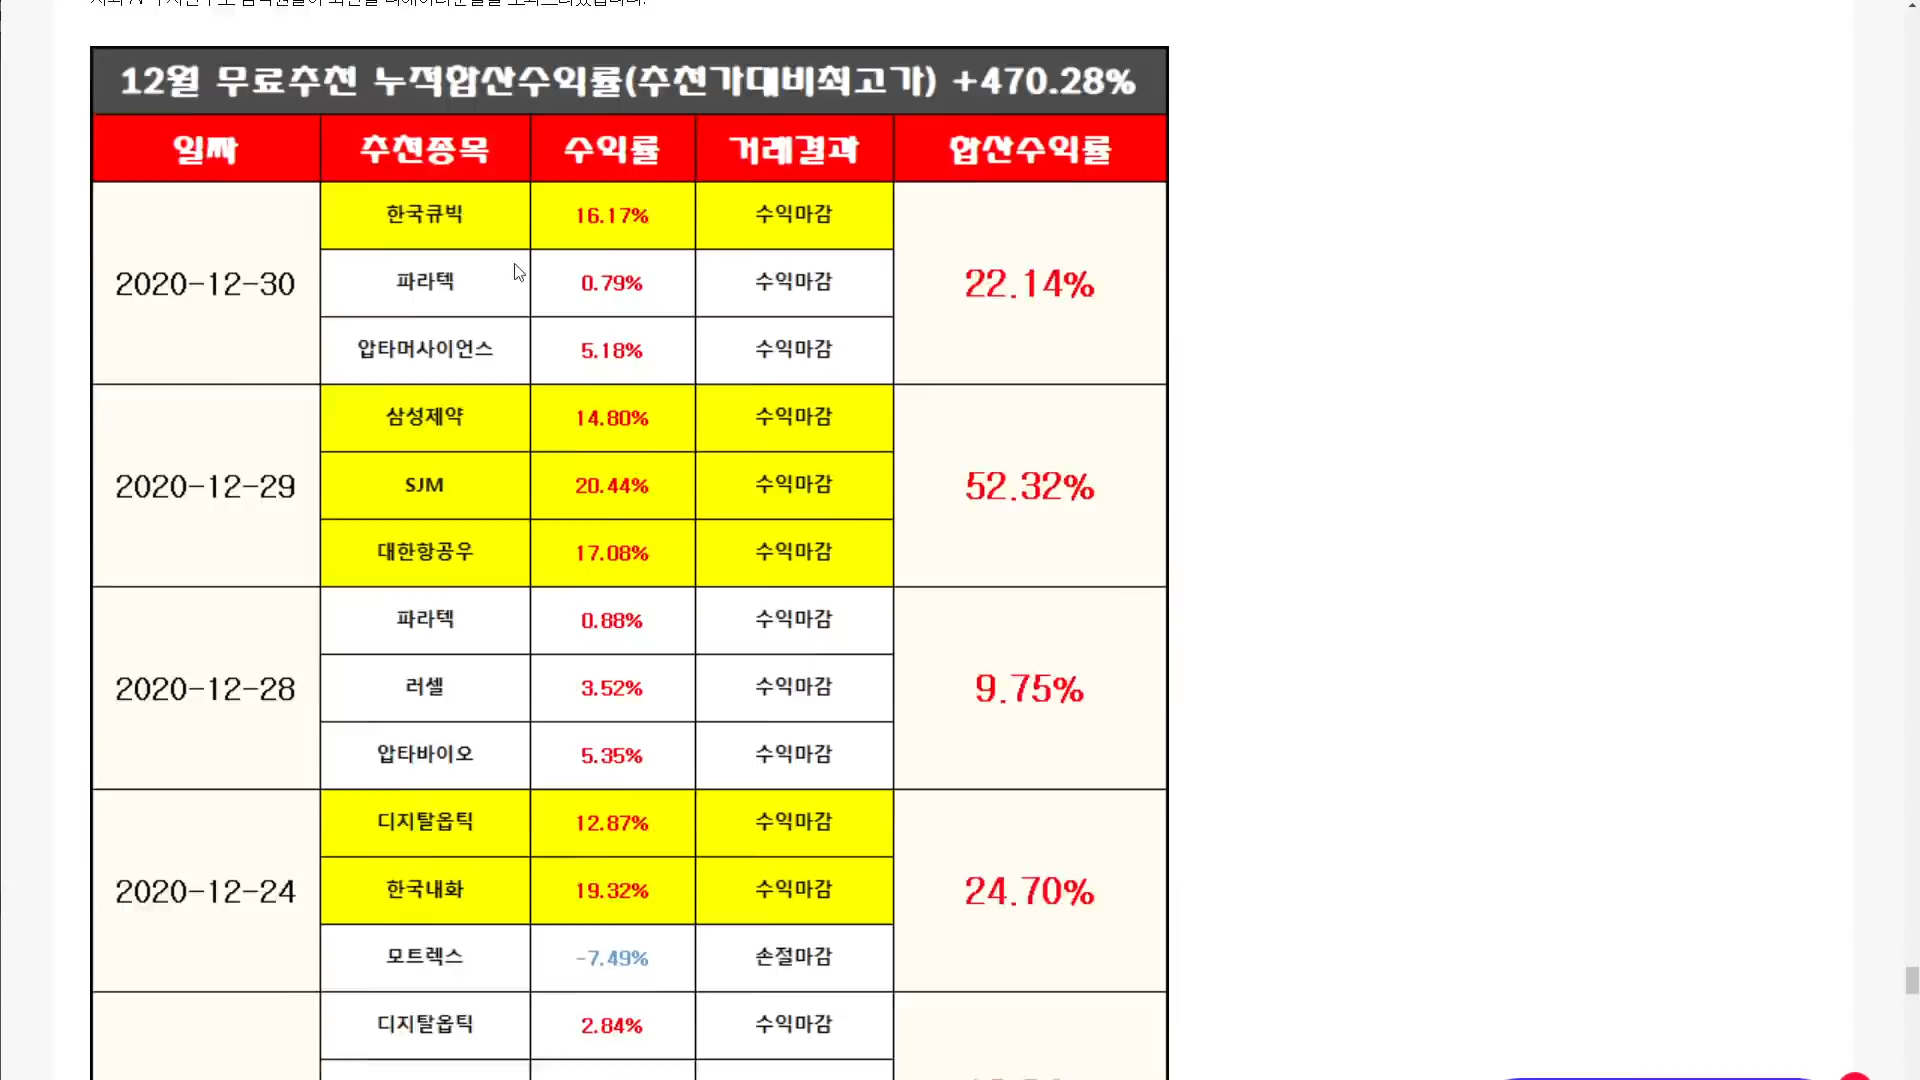 12월 무료추천 누적합산수익률(추천가대비최고가) +470.28%
일짜 추천종목 수익률 거래결과 합산수익률
2020-12-30 22.14%
한국큐빅 16.17% 수익마감
파라텍 0.79% 수익마감
압타머사이언스 5.18% 수익마감
2020-12-29 52.32%
삼성제약 14.80% 수익마감
SJM 20.44% 수익마감
대한항공우 17.08% 수익마감
2020-12-28 9.75%
파라텍 0.88% 수익마감
러셀 3.52% 수익마감
압타바이오 5.35% 수익마감
2020-12-24 24.70%
디지탈옵틱 12.87% 수익마감
한국내화 19.32% 수익마감
모트렉스 -7.49% 손절마감
디지탈옵틱 2.84% 수익마감